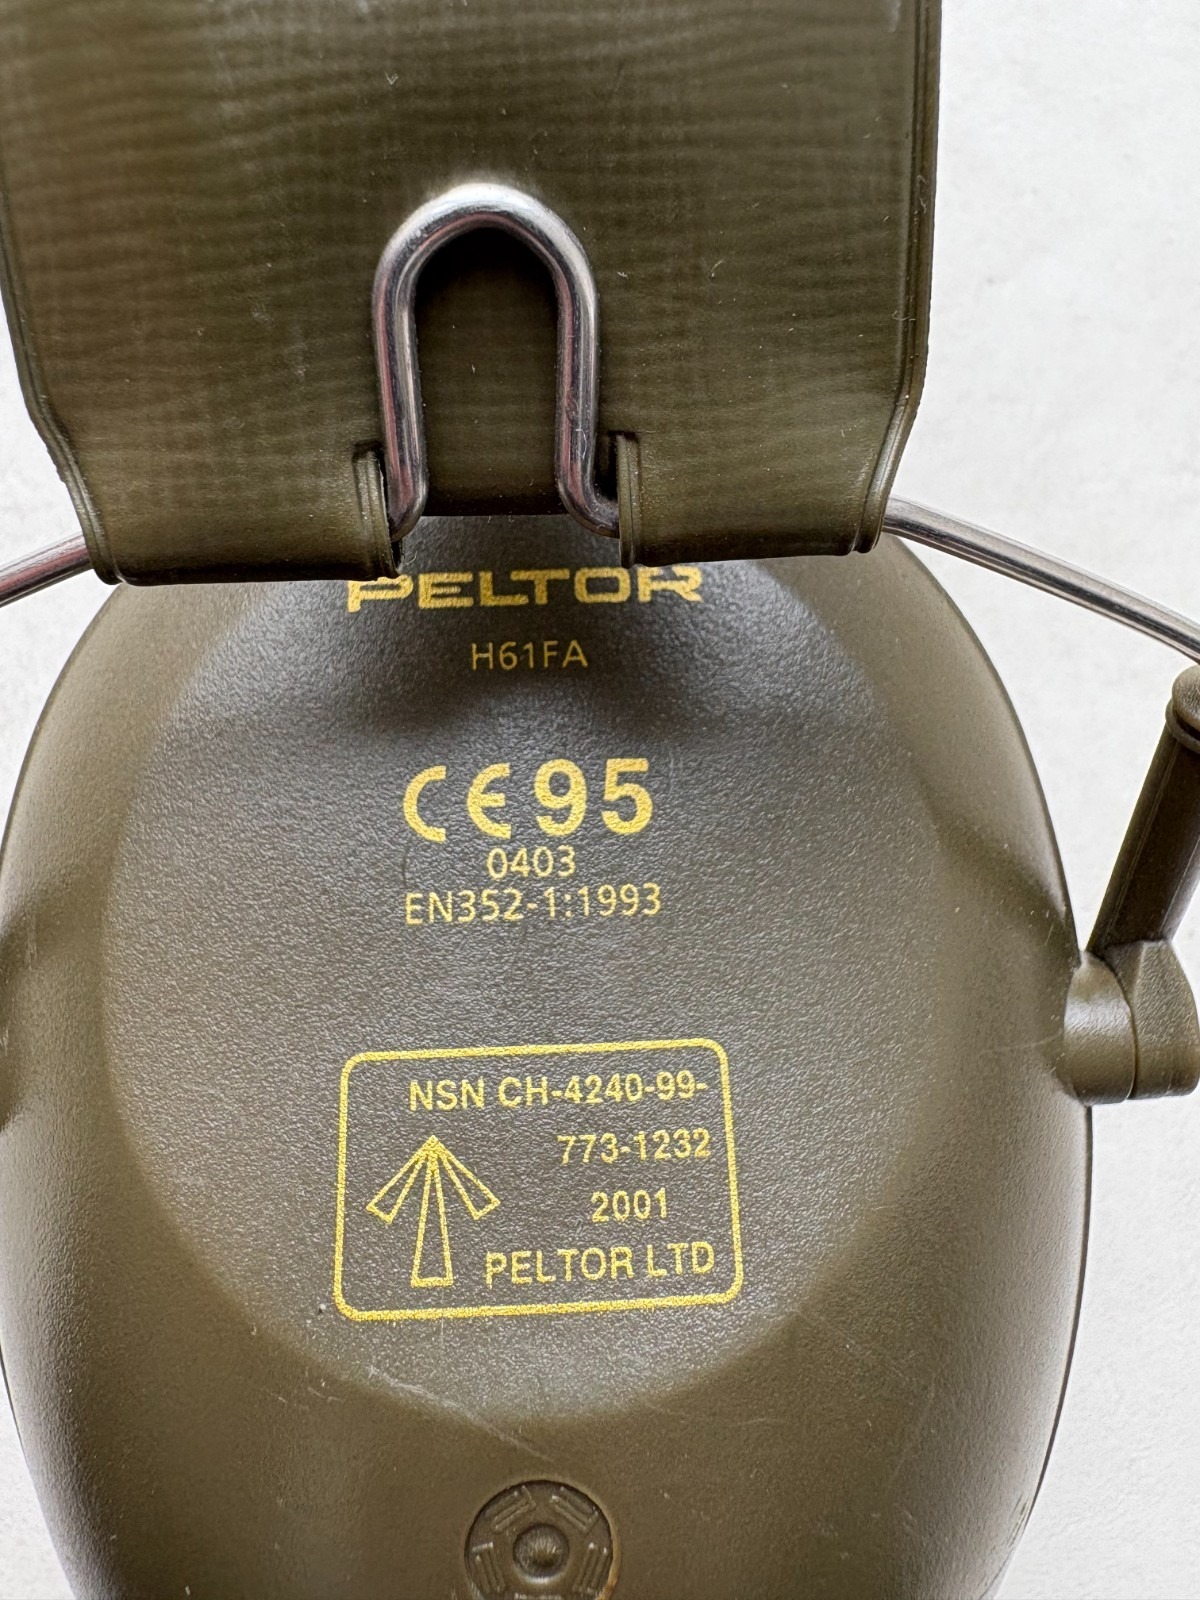 PELTOR
H61FA
CE95
0403
EN352-1:1993
NSN CH-4240-99-
773-1232
2001
PELTOR LTD